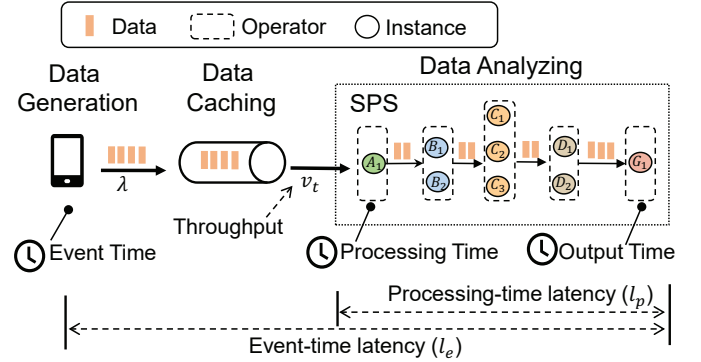 Data
Operator
Instance
Data
Generation
Data
Caching
Data Analyzing
SPS
λ
v_t
Throughput
A_1
B_1
B_2
C_1
C_2
C_3
D_1
D_2
G_1
Event Time
Processing Time
Output Time
Processing-time latency (l_p)
Event-time latency (l_e)